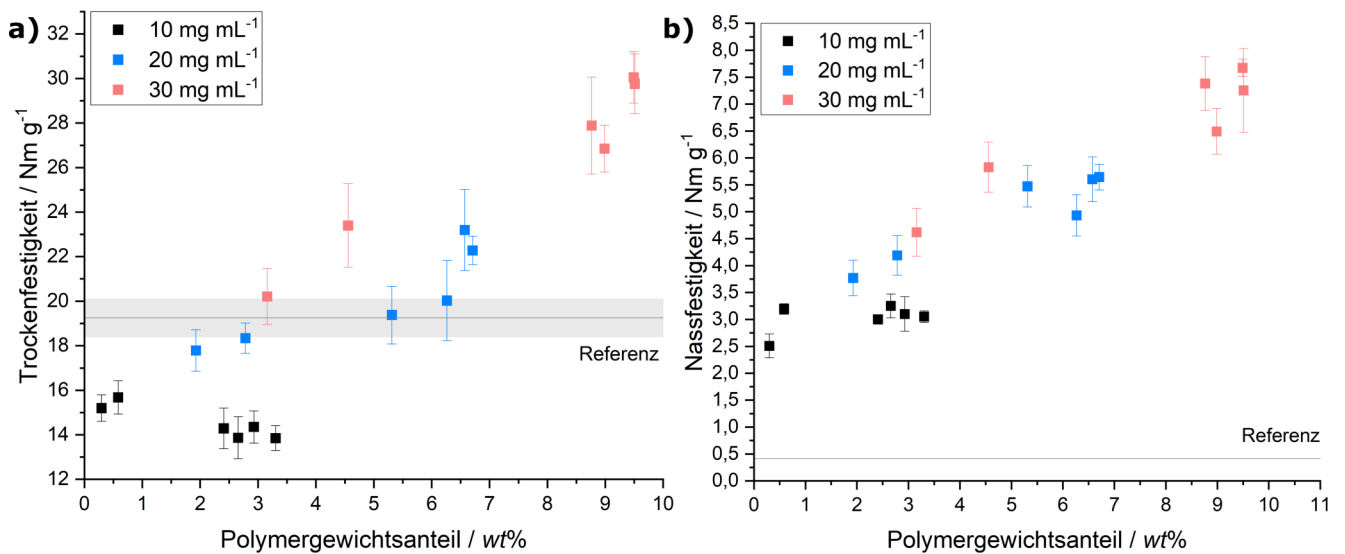 a)
10 mg mL⁻¹
20 mg mL⁻¹
30 mg mL⁻¹
Trockenfestigkeit / Nm g⁻¹
32
30
28
26
24
22
20
18
16
14
12
Referenz
0 1 2 3 4 5 6 7 8 9 10
Polymergewichtsanteil / wt%
b)
10 mg mL⁻¹
20 mg mL⁻¹
30 mg mL⁻¹
Nassfestigkeit / Nm g⁻¹
8,5
8,0
7,5
7,0
6,5
6,0
5,5
5,0
4,5
4,0
3,5
3,0
2,5
2,0
1,5
1,0
0,5
0,0
Referenz
0 1 2 3 4 5 6 7 8 9 10 11
Polymergewichtsanteil / wt%